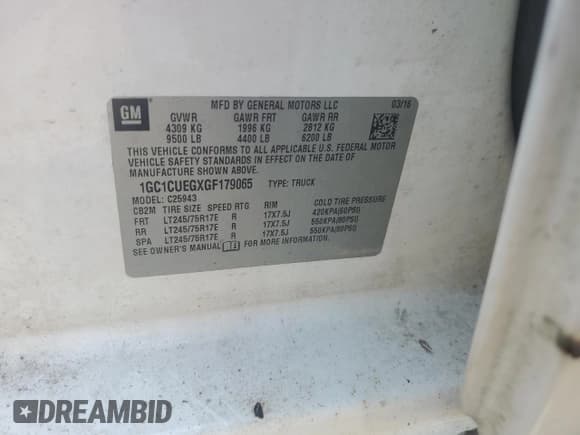 GM
MFD BY GENERAL MOTORS LLC 03/16
GVWR GAWR FRT GAWR RR
4309 KG 1996 KG 2812 KG
9500 LB 4400 LB 6200 LB
THIS VEHICLE CONFORMS TO ALL APPLICABLE U.S. FEDERAL MOTOR
VEHICLE SAFETY STANDARDS IN EFFECT ON THE DATE OF
MANUFACTURE SHOWN ABOVE.
1GC1CUEGXGF179065 TYPE: TRUCK
MODEL: C25943
CB2M TIRE SIZE SPEED RTG RIM COLD TIRE PRESSURE
FRT LT245/75R17E R 17X7.5J 420KPA(60PSI)
RR LT245/75R17E R 17X7.5J 550KPA(80PSI)
SPA LT245/75R17E R 17X7.5J 550KPA(80PSI)
SEE OWNER'S MANUAL FOR ADDITIONAL INFORMATION
DREAMBID